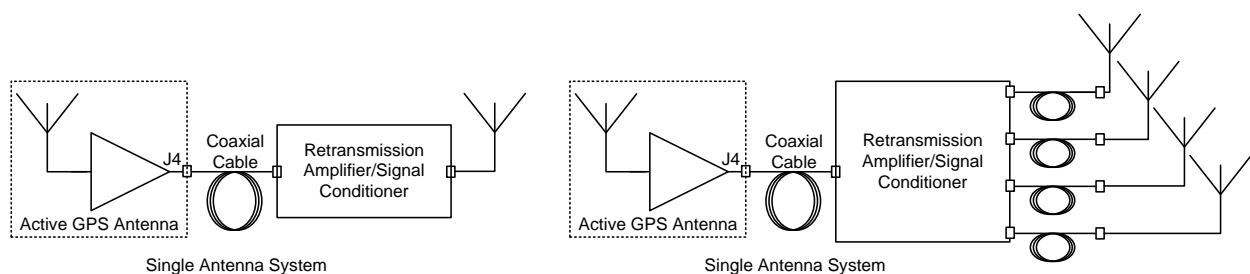 J4
Coaxial
Cable
Retransmission
Amplifier/Signal
Conditioner
Active GPS Antenna
Single Antenna System
J4
Coaxial
Cable
Retransmission
Amplifier/Signal
Conditioner
Active GPS Antenna
Single Antenna System